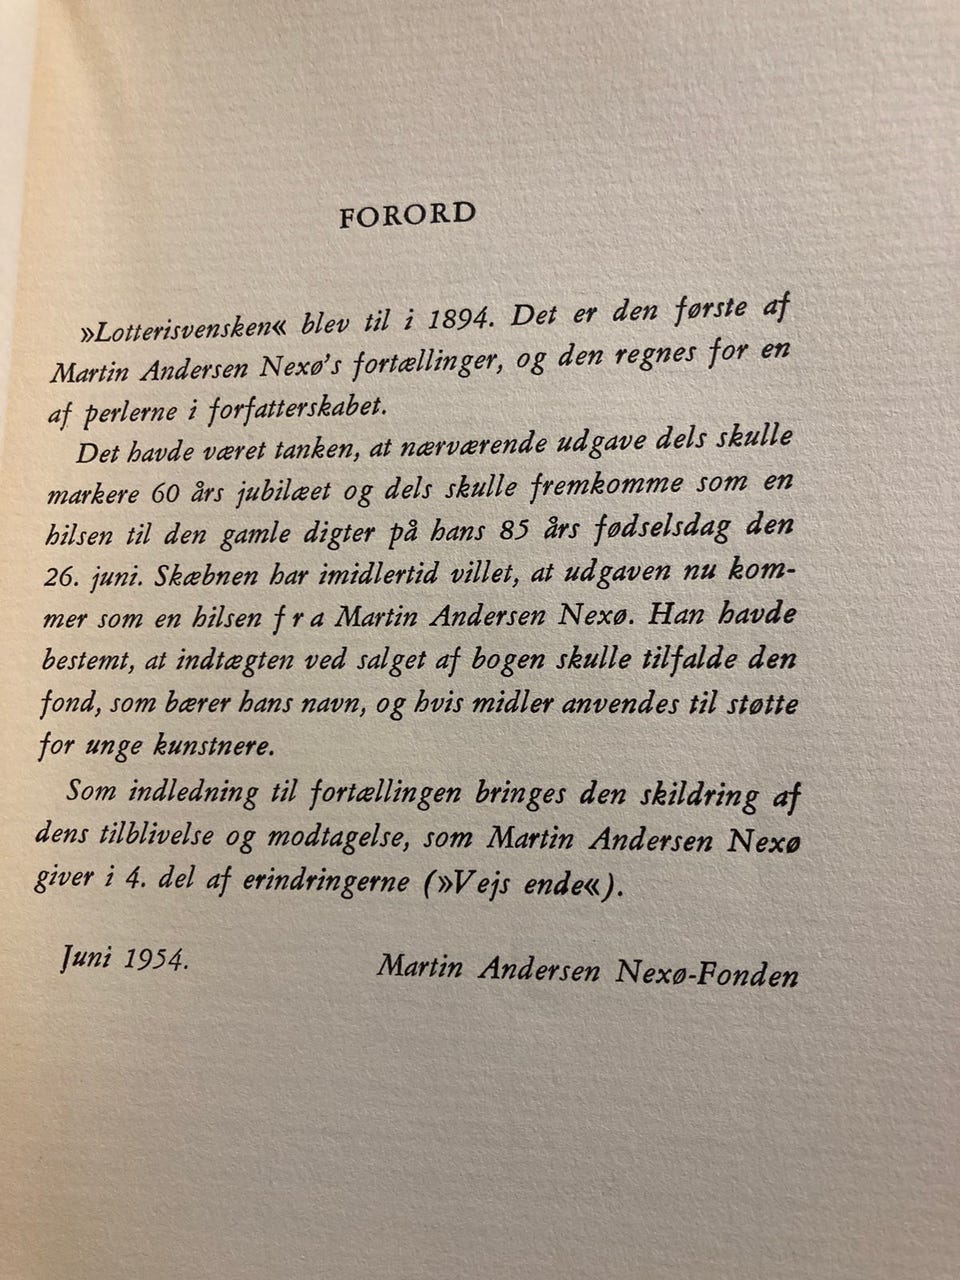 FORORD
»Lotterisvensken« blev til i 1894. Det er den første af
Martin Andersen Nexø's fortællinger, og den regnes for en
af perlerne i forfatterskabet.
Det havde været tanken, at nærværende udgave dels skulle
markere 60 års jubilæet og dels skulle fremkomme som en
hilsen til den gamle digter på hans 85 års fødselsdag den
26. juni. Skæbnen har imidlertid villet, at udgaven nu kom-
mer som en hilsen f r a Martin Andersen Nexø. Han havde
bestemt, at indtægten ved salget af bogen skulle tilfalde den
fond, som bærer hans navn, og hvis midler anvendes til støtte
for unge kunstnere.
Som indledning til fortællingen bringes den skildring af
dens tilblivelse og modtagelse, som Martin Andersen Nexø
giver i 4. del af erindringerne (»Vejs ende«).
Juni 1954. Martin Andersen Nexø-Fonden